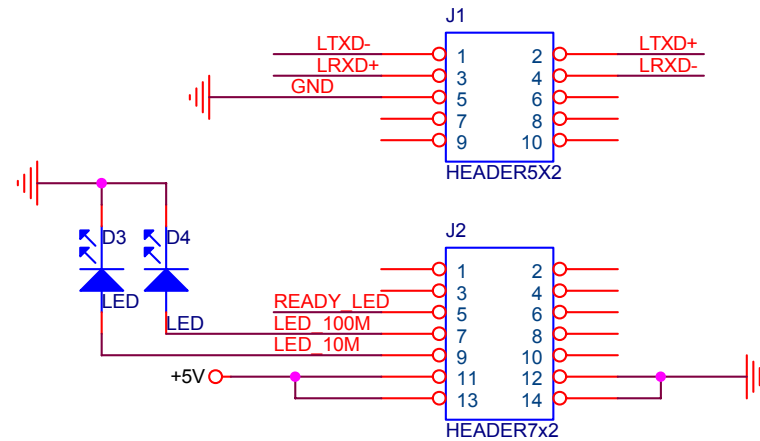 J1
LTXD- 1 2 LTXD+
LRXD+ 3 4 LRXD-
GND 5 6
7 8
9 10
HEADER5X2
D3 D4 J2
1 2
3 4
LED READY_LED 5 6
LED LED_100M 7 8
LED_10M 9 10
+5V 11 12
13 14
HEADER7x2